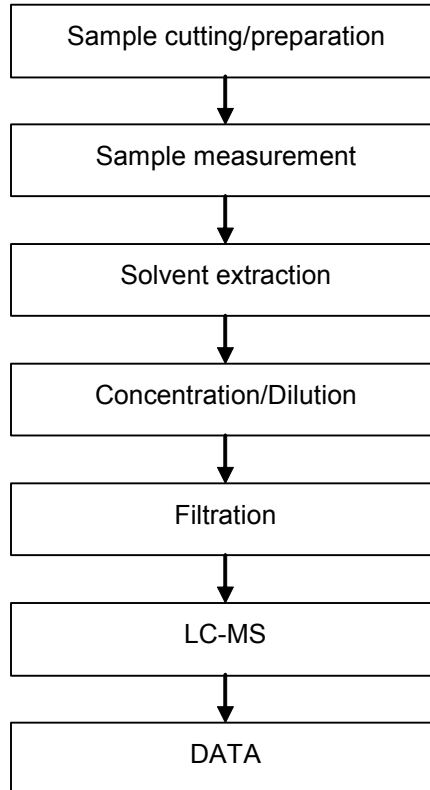 Sample cutting/preparation
Sample measurement
Solvent extraction
Concentration/Dilution
Filtration
LC-MS
DATA